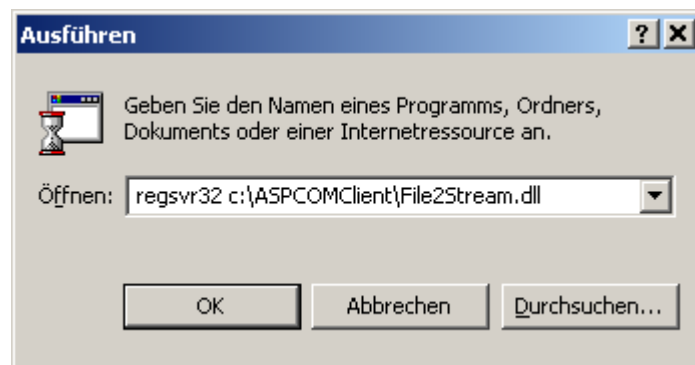 Ausführen
Geben Sie den Namen eines Programms, Ordners,
Dokuments oder einer Internetressource an.
Öffnen: regsvr32 c:\ASPCOMClient\File2Stream.dll
OK Abbrechen Durchsuchen...